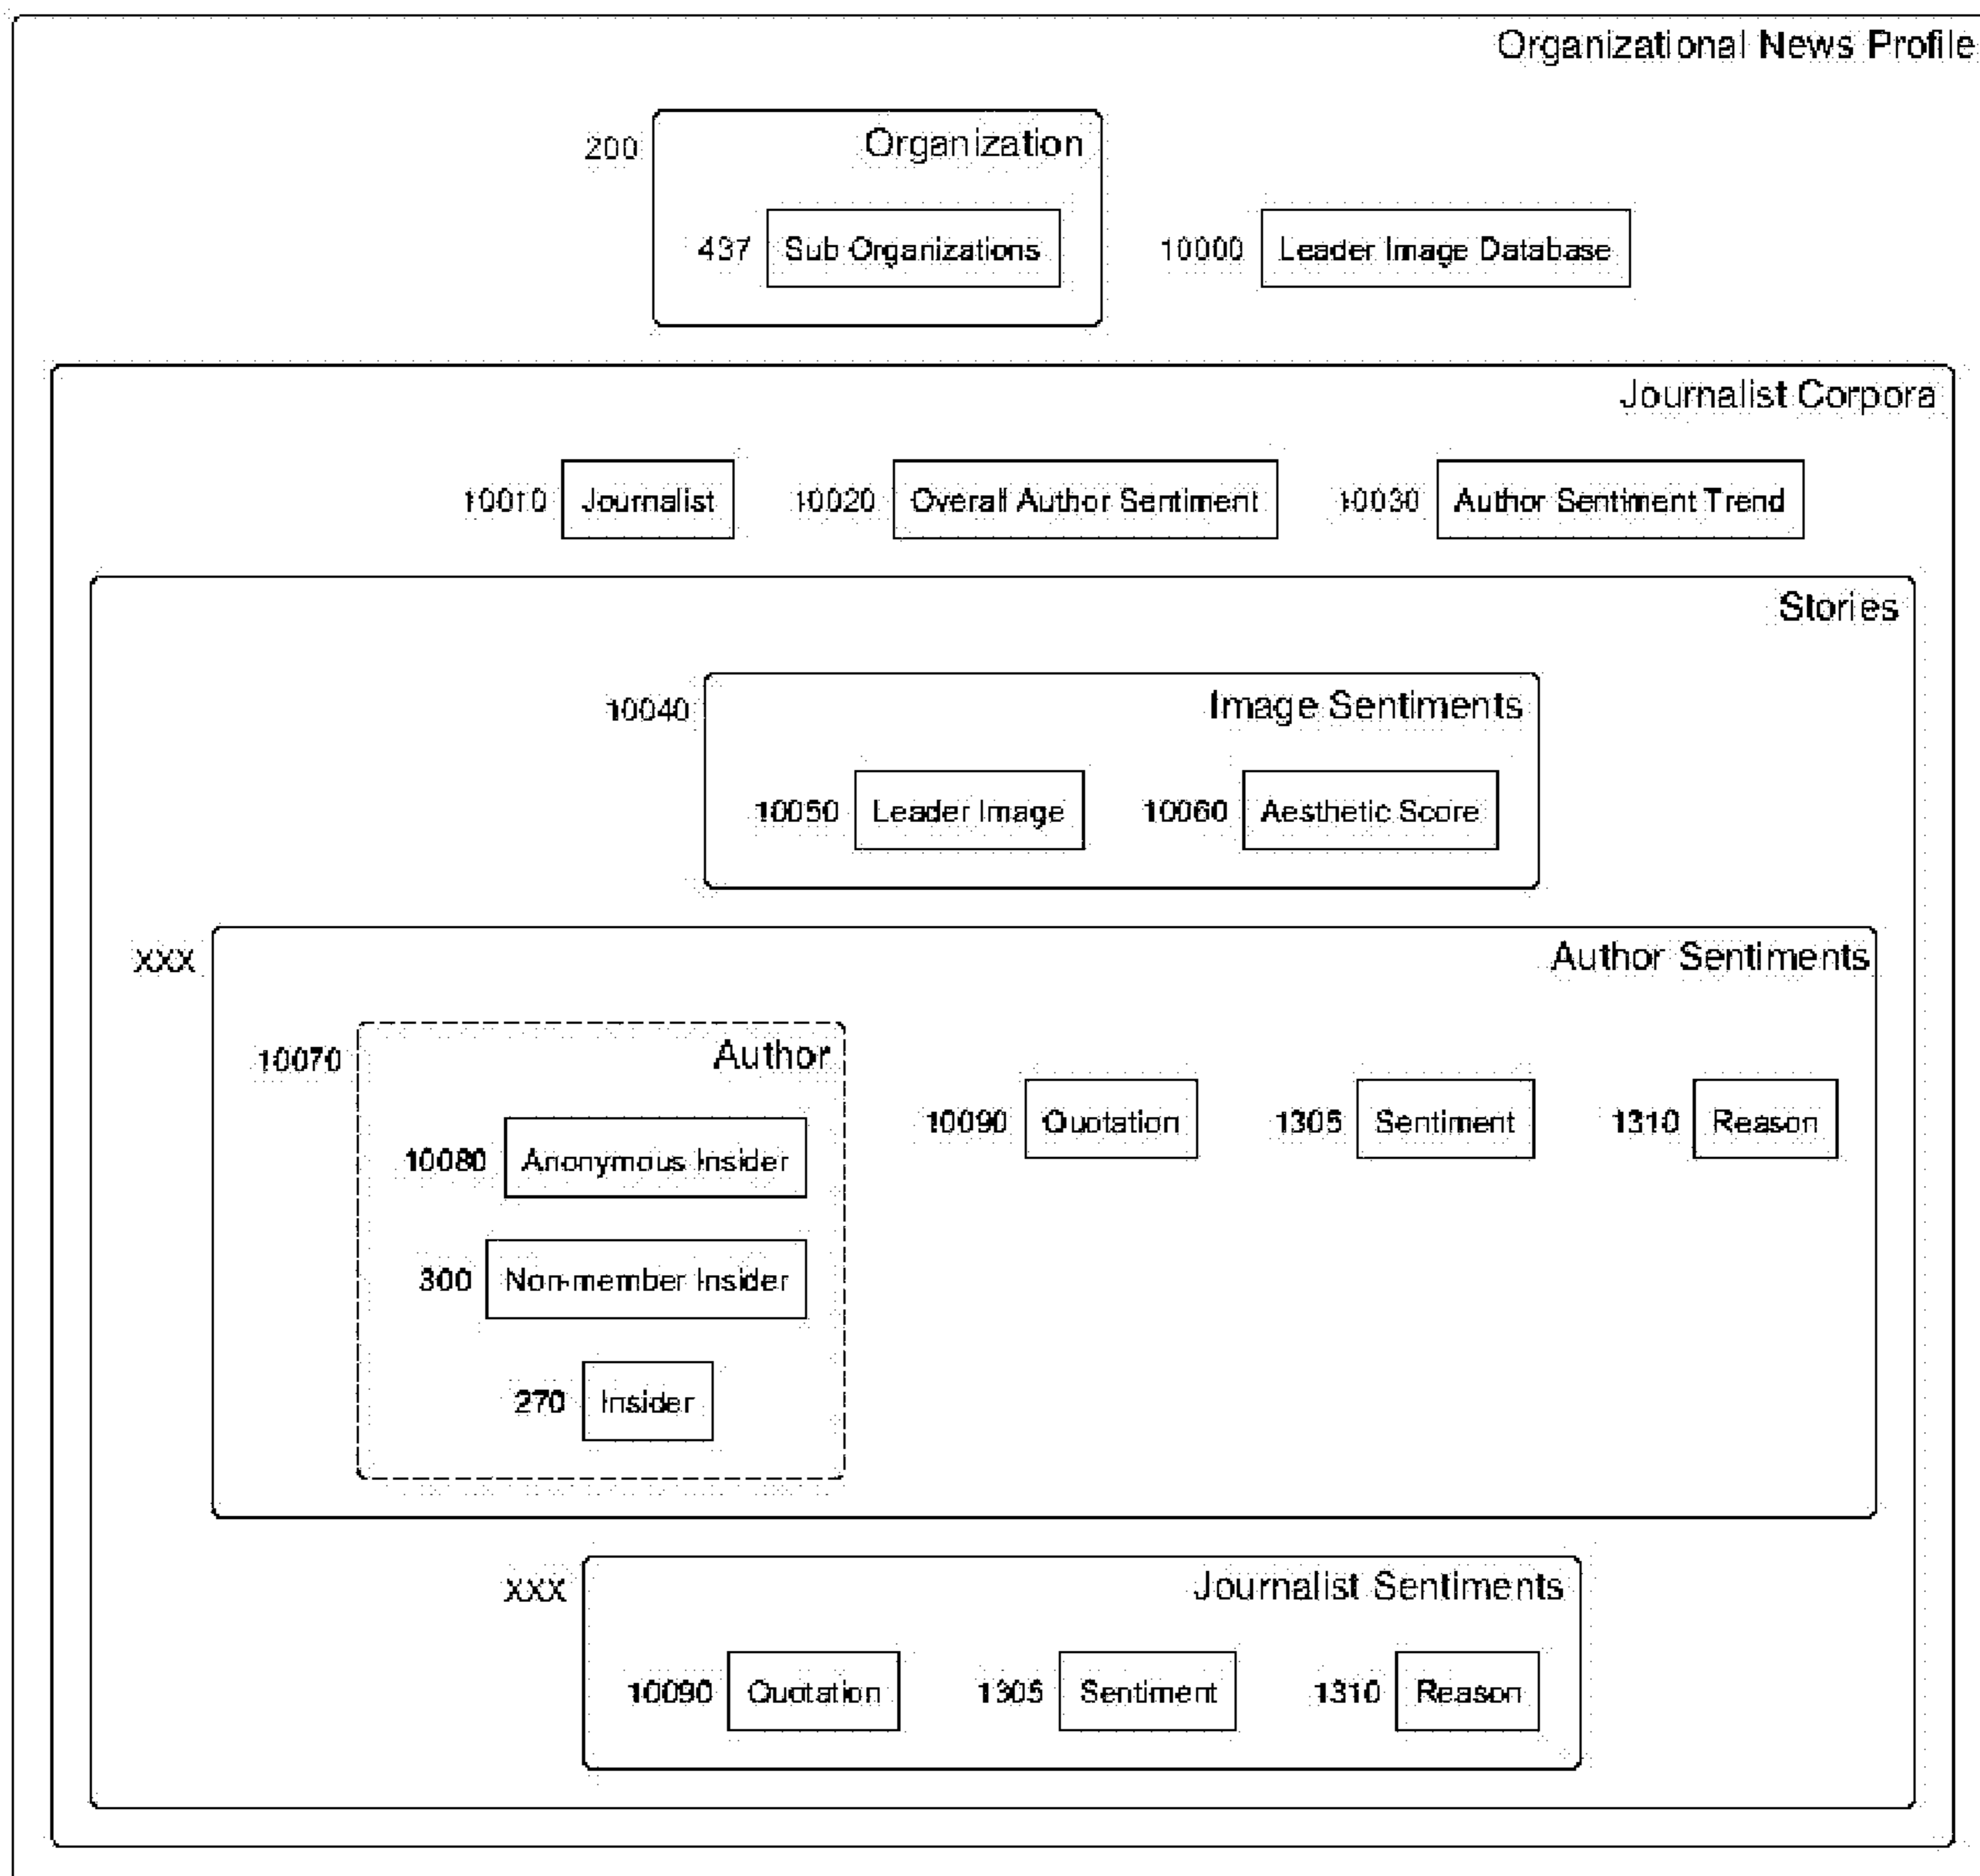 Organizational News Profile
200 Organization
437 Sub Organizations 10000 Leader Image Database
Journalist Corpora
10010 Journalist 10020 Overall Author Sentiment 10030 Author Sentiment Trend
Stories
10040 Image Sentiments
10050 Leader Image 10060 Aesthetic Score
XXX Author Sentiments
10070 Author
10090 Quotation 1305 Sentiment 1310 Reason
10080 Anonymous Insider
300 Non-member Insider
270 Insider
XXX Journalist Sentiments
10090 Quotation 1305 Sentiment 1310 Reason